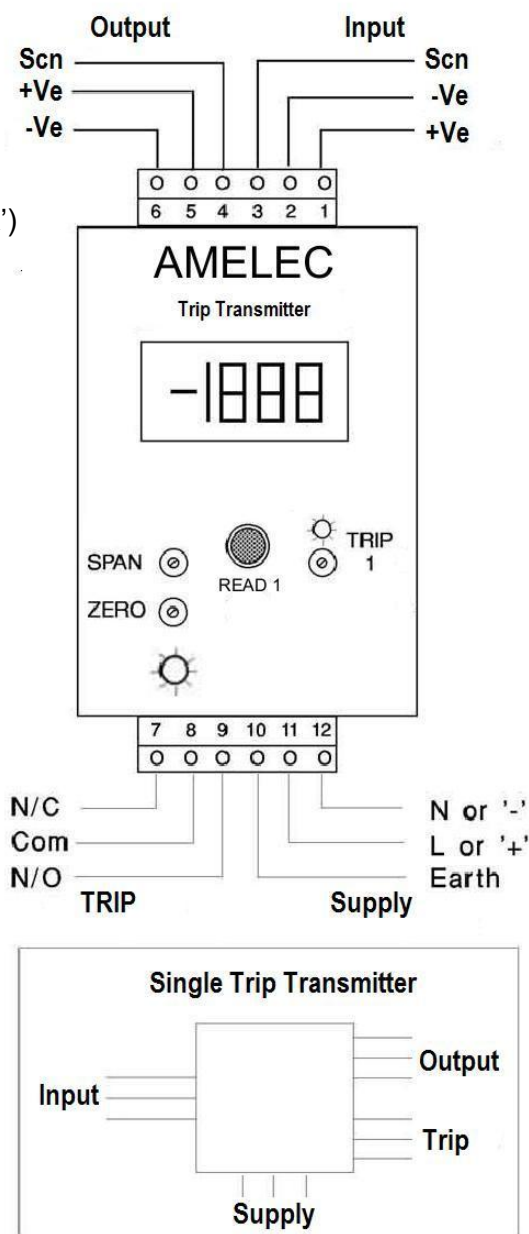 Output Input
Scn Scn
+Ve -Ve
-Ve +Ve
6 5 4 3 2 1
')
AMELEC
Trip Transmitter
-1888
SPAN
READ 1
TRIP
1
ZERO
7 8 9 10 11 12
N/C N or '-'
Com L or '+'
N/O Earth
TRIP Supply
Single Trip Transmitter
Input
Output
Trip
Supply